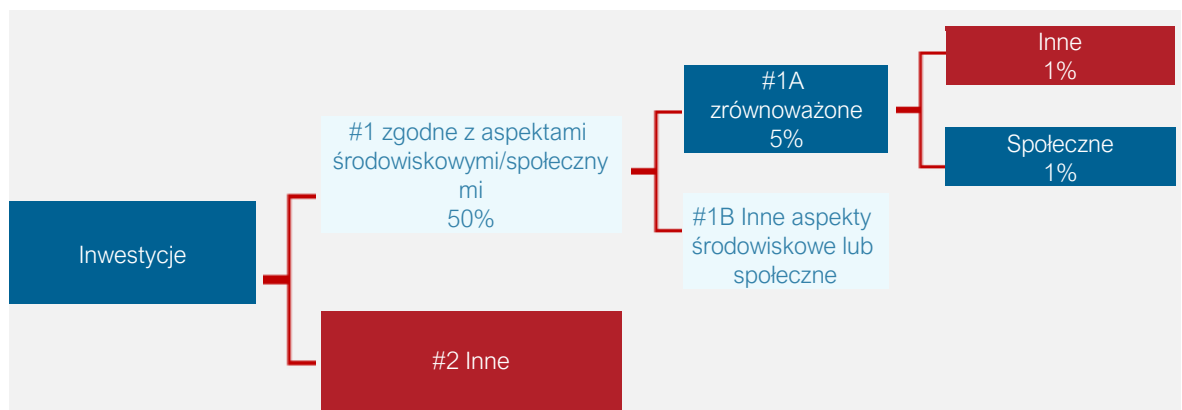 Inwestycje
#1 zgodne z aspektami
środowiskowymi/społeczny
mi
50%
#2 Inne
#1A
zrównoważone
5%
#1B Inne aspekty
środowiskowe lub
społeczne
Inne
1%
Społeczne
1%